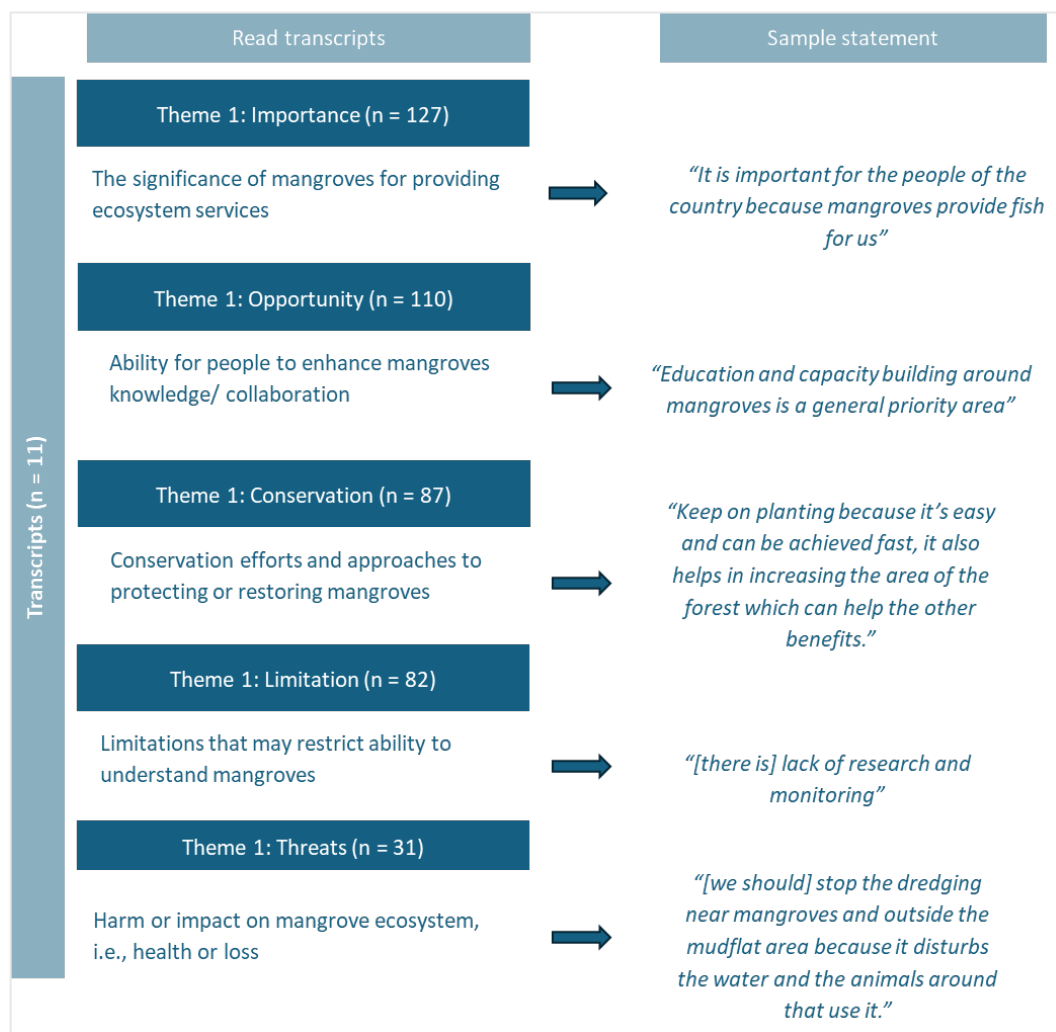 Read transcripts
Sample statement
Transcripts (n = 11)
Theme 1: Importance (n = 127)
The significance of mangroves for providing
ecosystem services
“It is important for the people of the
country because mangroves provide fish
for us”
Theme 1: Opportunity (n = 110)
Ability for people to enhance mangroves
knowledge/ collaboration
“Education and capacity building around
mangroves is a general priority area”
Theme 1: Conservation (n = 87)
Conservation efforts and approaches to
protecting or restoring mangroves
“Keep on planting because it’s easy
and can be achieved fast, it also
helps in increasing the area of the
forest which can help the other
benefits.”
Theme 1: Limitation (n = 82)
Limitations that may restrict ability to
understand mangroves
“[there is] lack of research and
monitoring”
Theme 1: Threats (n = 31)
Harm or impact on mangrove ecosystem,
i.e., health or loss
“[we should] stop the dredging
near mangroves and outside the
mudflat area because it disturbs
the water and the animals around
that use it.”